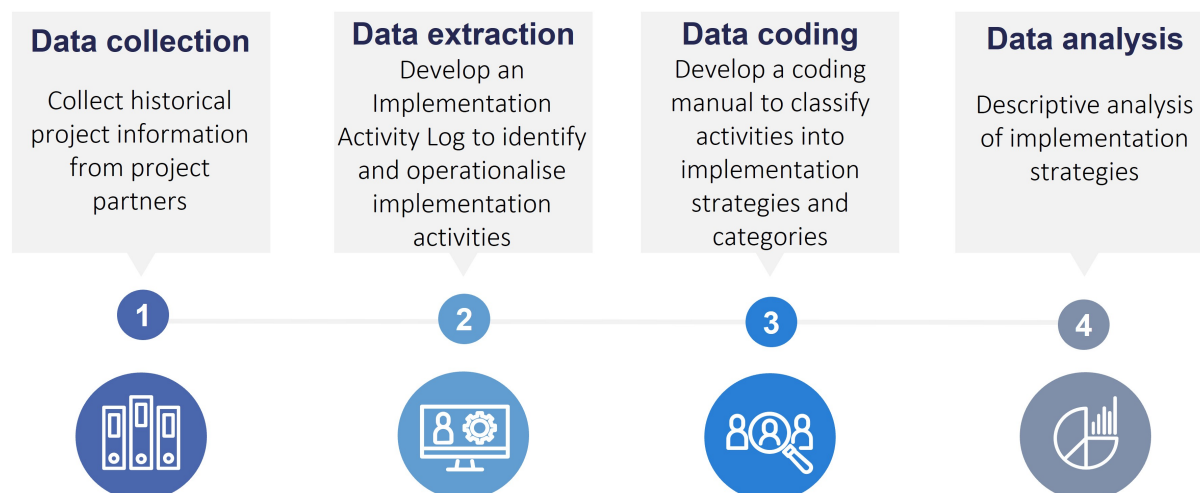 Data collection
Collect historical
project information
from project
partners
Data extraction
Develop an
Implementation
Activity Log to identify
and operationalise
implementation
activities
Data coding
Develop a coding
manual to classify
activities into
implementation
strategies and
categories
Data analysis
Descriptive analysis
of implementation
strategies
1
2
3
4